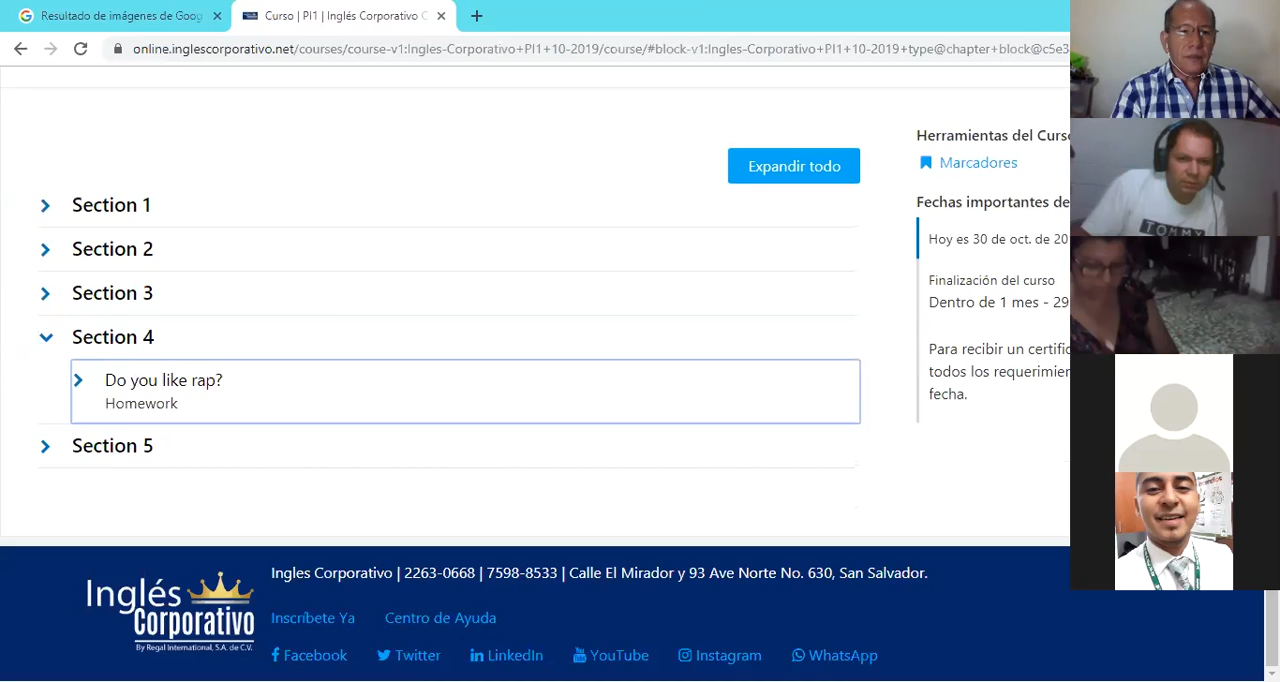 Resultado de imágenes de Goog
Curso | PI1 | Inglés Corporativo C
online.inglescorporativo.net/courses/course-v1:Ingles-Corporativo+PI1+10-2019/course/#block-v1:Ingles-Corporativo+PI1+10-2019+type@chapter+block@c5e3
Expandir todo
Section 1
Section 2
Section 3
Section 4
Do you like rap?
Homework
Section 5
Herramientas del Curso
Marcadores
Fechas importantes de
Hoy es 30 de oct. de 20
Finalización del curso
Dentro de 1 mes - 29
Para recibir un certific
todos los requerimien
fecha.
TOMMY
Inglés
Corporativo
By Regal International, S.A. de C.V.
Ingles Corporativo | 2263-0668 | 7598-8533 | Calle El Mirador y 93 Ave Norte No. 630, San Salvador.
Inscríbete Ya
Centro de Ayuda
Facebook
Twitter
LinkedIn
YouTube
Instagram
WhatsApp